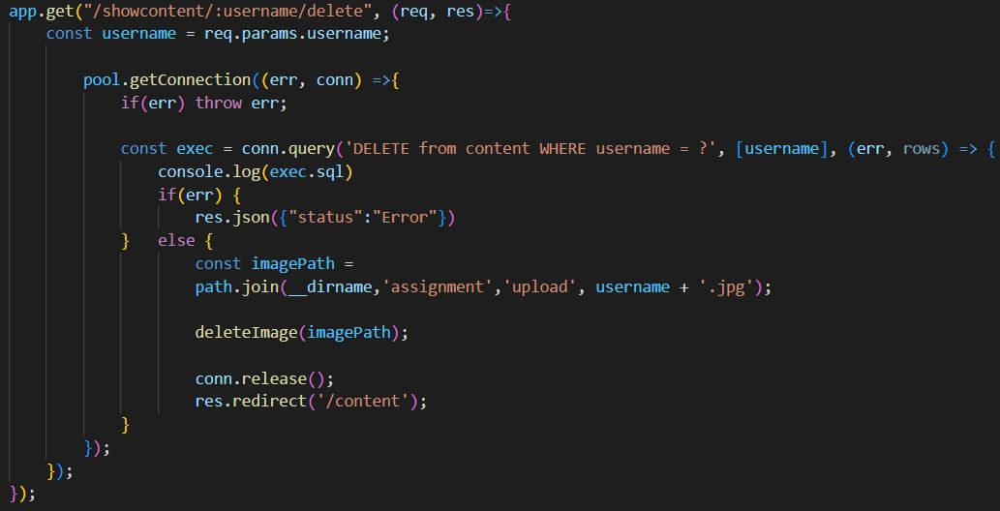 app.get("/showcontent/:username/delete", (req, res)=>{
    const username = req.params.username;

        pool.getConnection((err, conn) =>{
            if(err) throw err;

            const exec = conn.query('DELETE from content WHERE username = ?', [username], (err, rows) => {
                console.log(exec.sql)
                if(err) {
                    res.json({"status":"Error"})
            }   else {
                    const imagePath =
                    path.join(__dirname,'assignment','upload', username + '.jpg');

                    deleteImage(imagePath);

                    conn.release();
                    res.redirect('/content');
            }
        });
    });
});